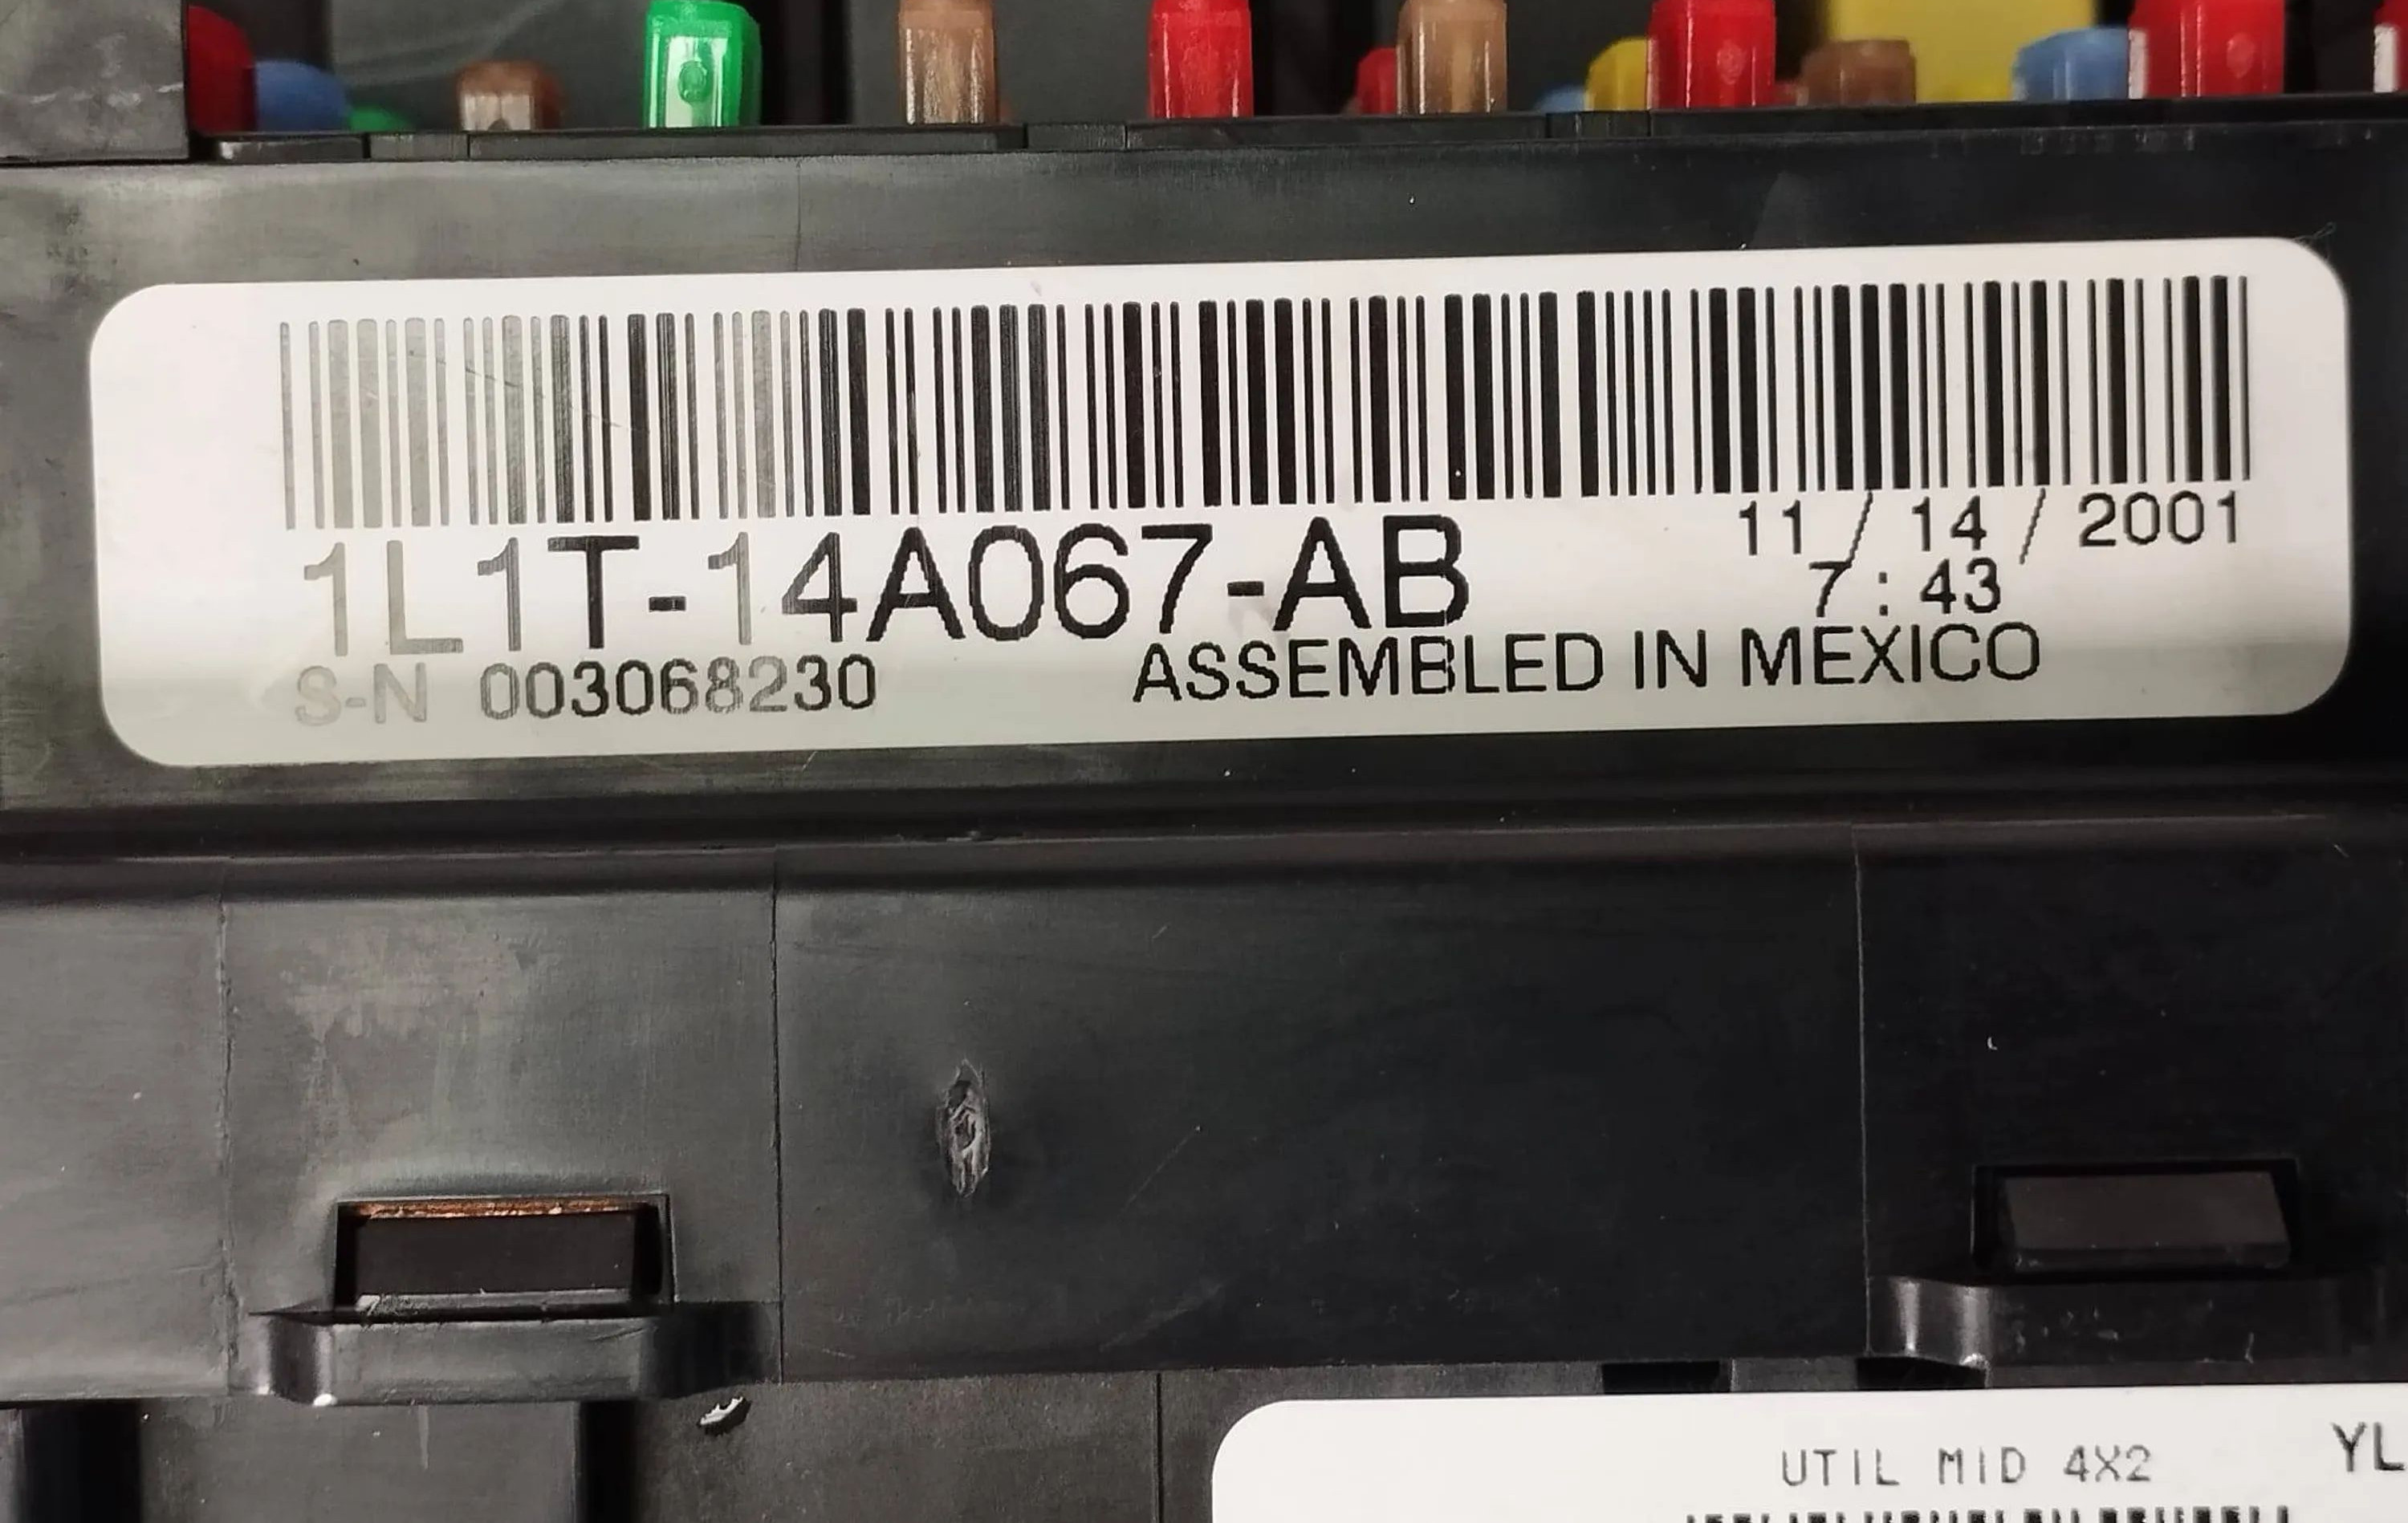 1L1T-14A067-AB
11 / 14 / 2001
7 : 43
S-N 003068230
ASSEMBLED IN MEXICO
UTIL MID 4X2
YL